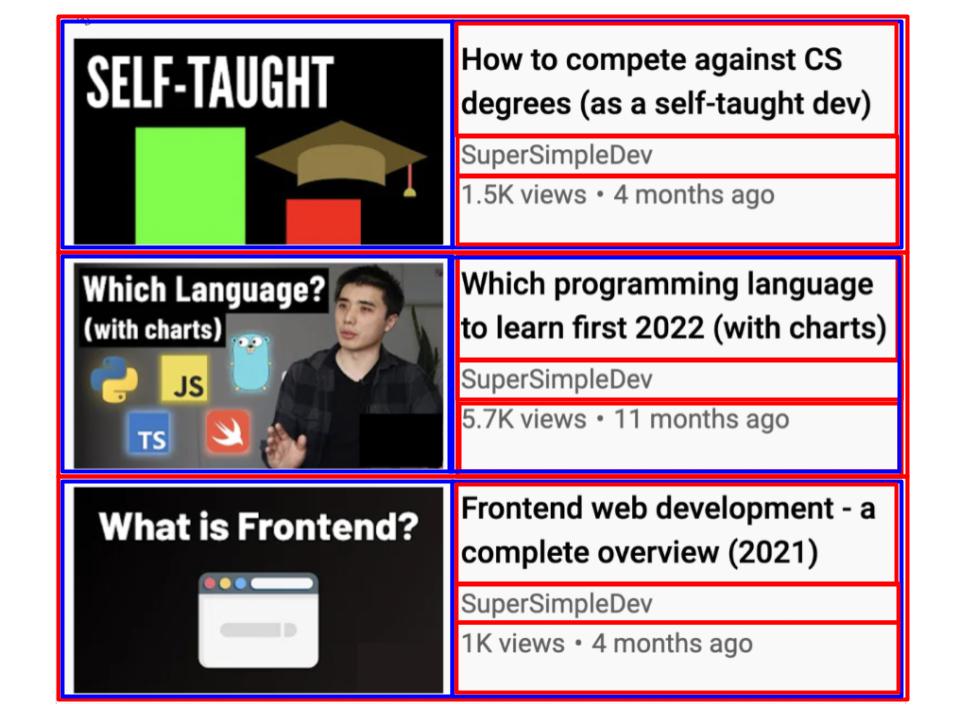 SELF-TAUGHT
How to compete against CS
degrees (as a self-taught dev)
SuperSimpleDev
1.5K views • 4 months ago
Which Language?
(with charts)
JS
TS
Which programming language
to learn first 2022 (with charts)
SuperSimpleDev
5.7K views • 11 months ago
What is Frontend?
Frontend web development - a
complete overview (2021)
SuperSimpleDev
1K views • 4 months ago